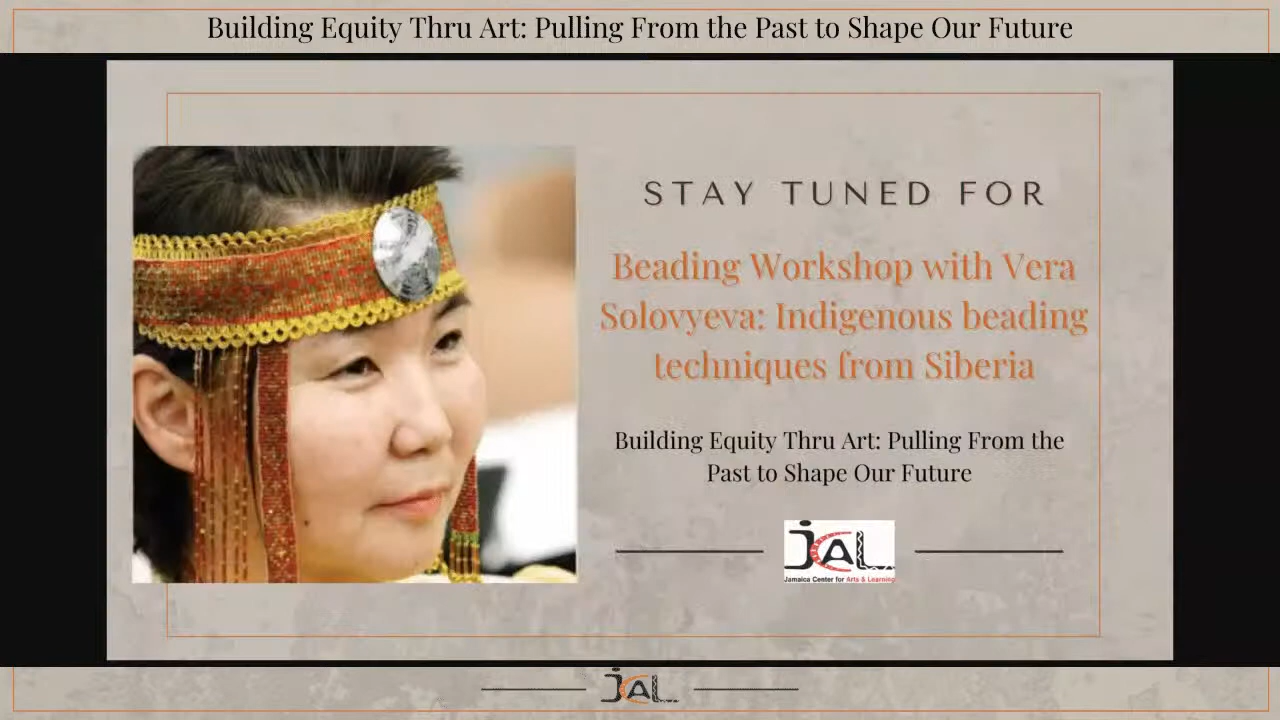 Building Equity Thru Art: Pulling From the Past to Shape Our Future
STAY TUNED FOR
Beading Workshop with Vera
Solovyeva: Indigenous beading
techniques from Siberia
Building Equity Thru Art: Pulling From the
Past to Shape Our Future
JCAL
Jamaica Center for Arts & Learning
JCAL